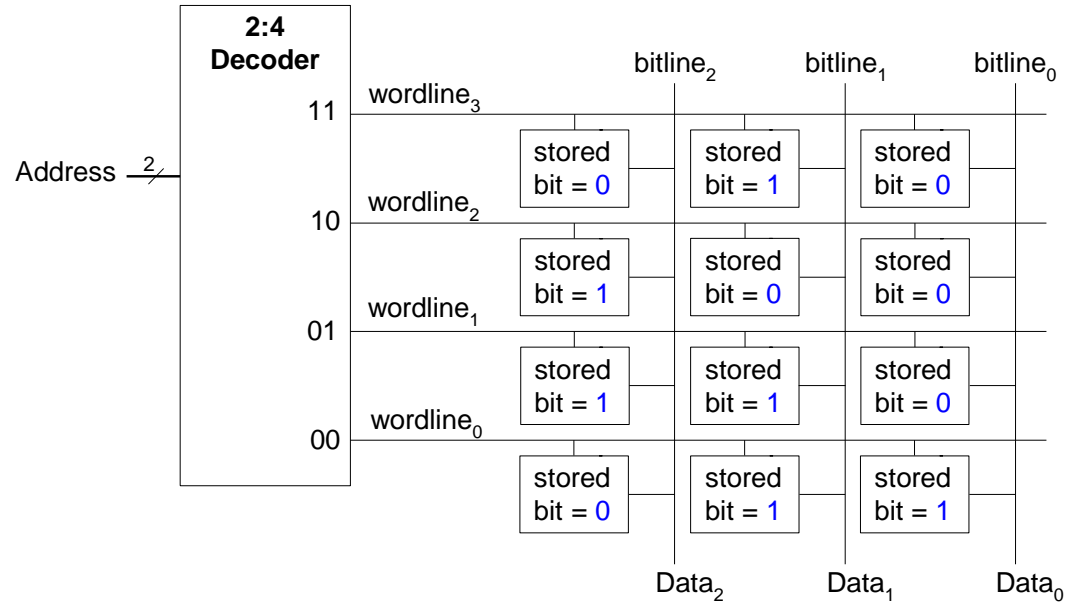 2:4
Decoder
bitline₂ bitline₁ bitline₀
wordline₃
11
stored stored stored
bit = 0 bit = 1 bit = 0
Address 2
wordline₂
10
stored stored stored
bit = 1 bit = 0 bit = 0
wordline₁
01
stored stored stored
bit = 1 bit = 1 bit = 0
wordline₀
00
stored stored stored
bit = 0 bit = 1 bit = 1
Data₂ Data₁ Data₀